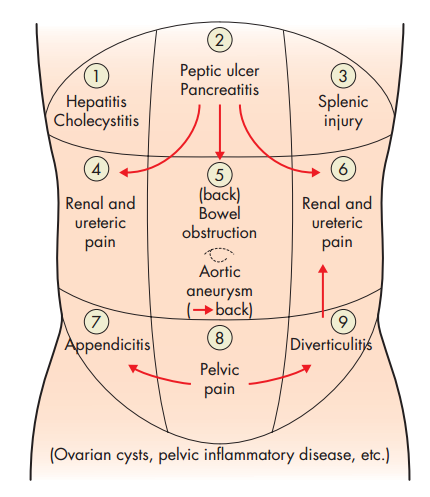 2
Peptic ulcer
Pancreatitis
1
Hepatitis
Cholecystitis
3
Splenic
injury
4
Renal and
ureteric
pain
5
(back)
Bowel
obstruction
Aortic
aneurysm
(→ back)
6
Renal and
ureteric
pain
7
Appendicitis
8
Pelvic
pain
9
Diverticulitis
(Ovarian cysts, pelvic inflammatory disease, etc.)